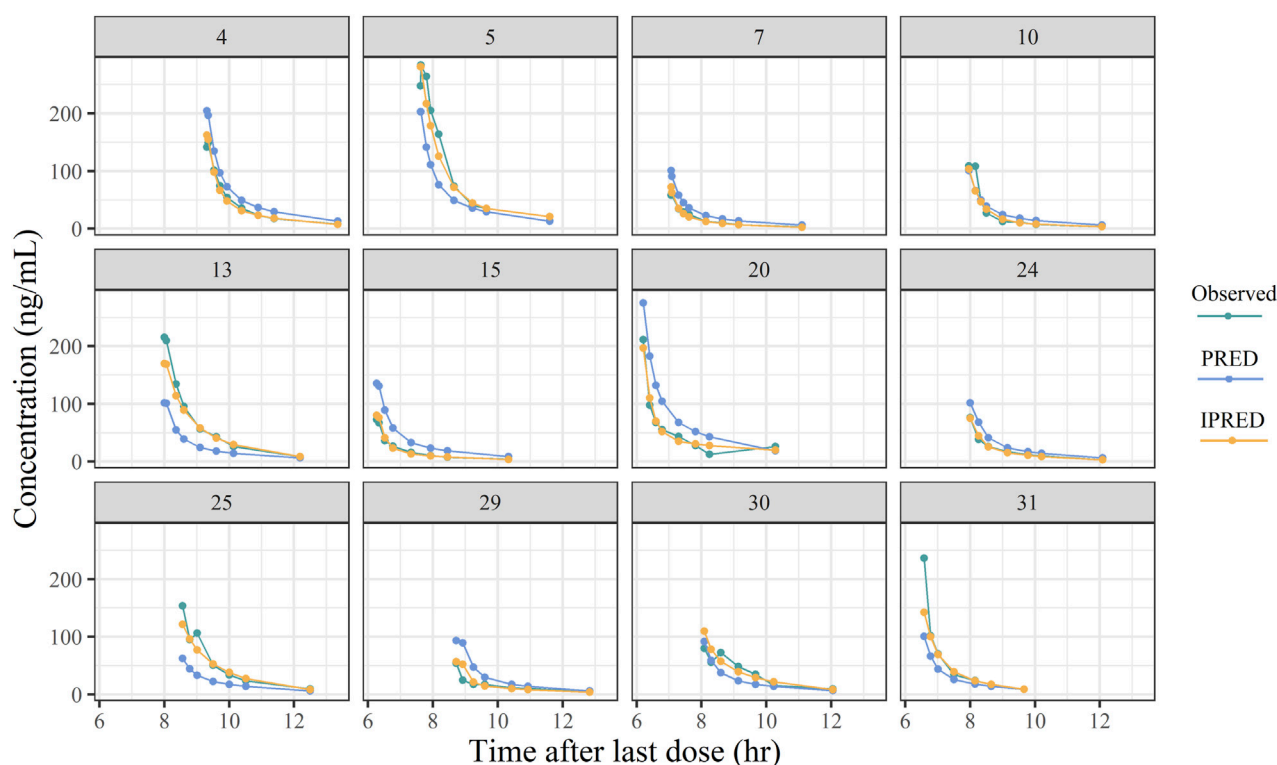 4 5 7 10
200
100
0
13 15 20 24
200
100
0
25 29 30 31
200
100
0
6 8 10 12 6 8 10 12 6 8 10 12 6 8 10 12
Time after last dose (hr)
Concentration (ng/mL)
Observed
PRED
IPRED